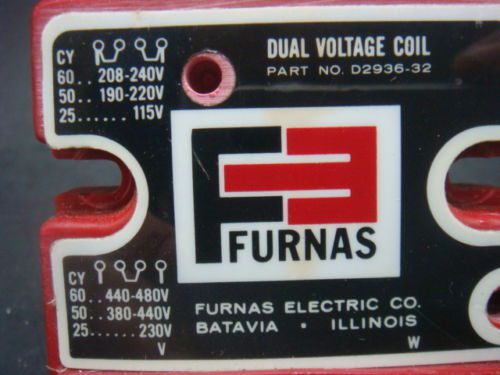 DUAL VOLTAGE COIL
PART NO. D2936-32
CY
60.. 208-240V
50.. 190-220V
25...... 115V
FE
FURNAS
CY
60.. 440-480V
50.. 380-440V
25...... 230V
V
FURNAS ELECTRIC CO.
BATAVIA • ILLINOIS
W